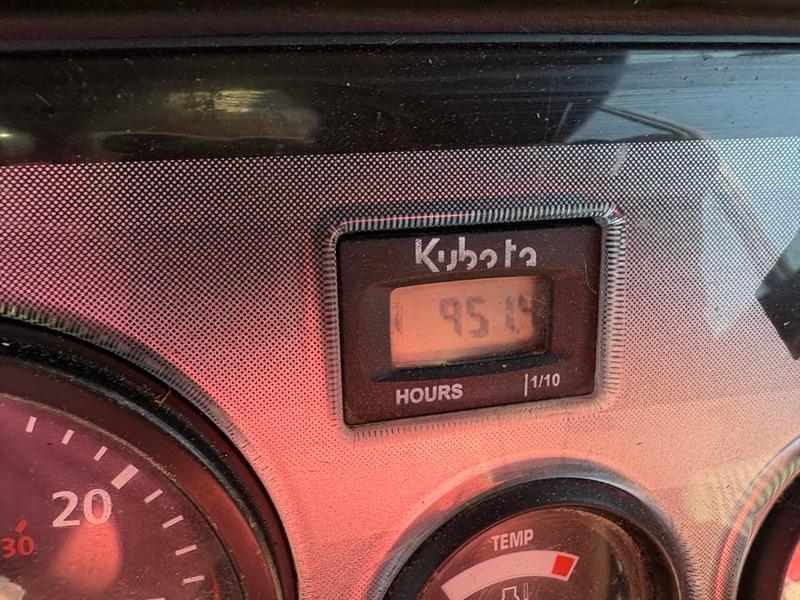 Kubota
951.4
HOURS
1/10
20
30
TEMP